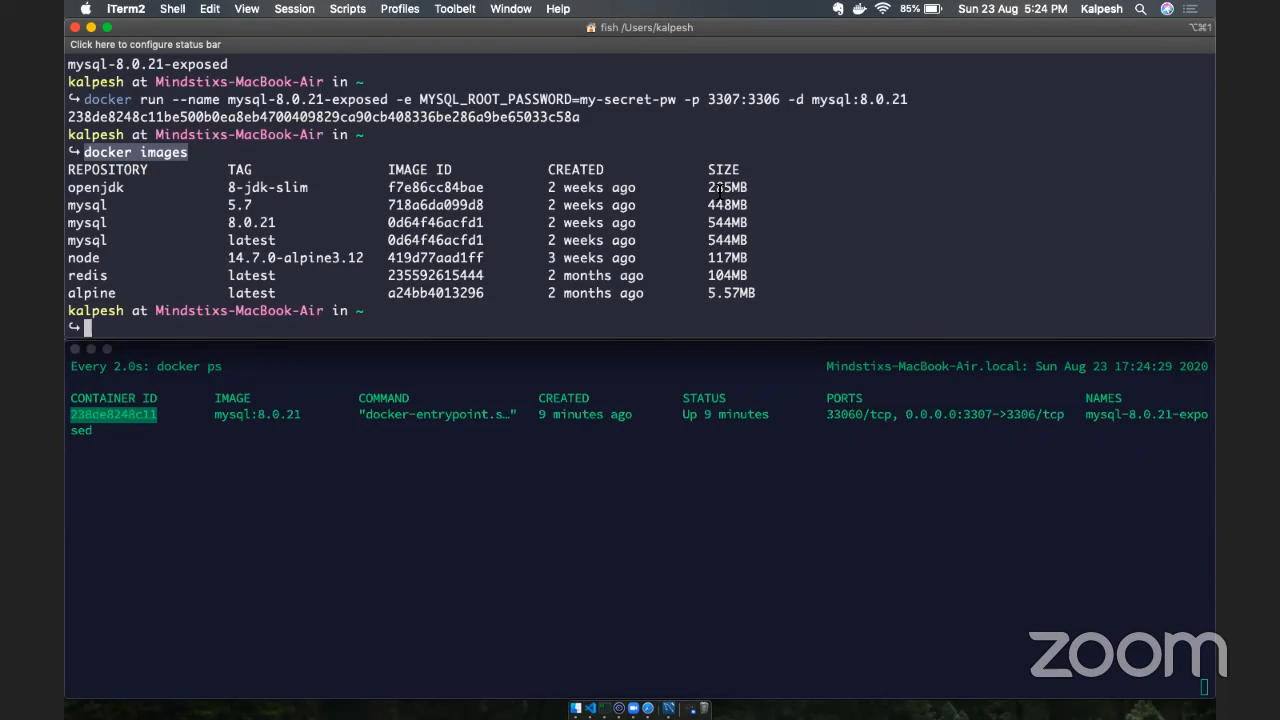 iTerm2 Shell Edit View Session Scripts Profiles Toolbelt Window Help 85% Sun 23 Aug 5:24 PM Kalpesh
fish /Users/kalpesh ⌥⌘1
Click here to configure status bar
mysql-8.0.21-exposed
kalpesh at Mindstixs-MacBook-Air in ~
↪ docker run --name mysql-8.0.21-exposed -e MYSQL_ROOT_PASSWORD=my-secret-pw -p 3307:3306 -d mysql:8.0.21
238de8248c11be500b0ea8eb4700409829ca90cb408336be286a9be65033c58a
kalpesh at Mindstixs-MacBook-Air in ~
↪ docker images
REPOSITORY TAG IMAGE ID CREATED SIZE
openjdk 8-jdk-slim f7e86cc84bae 2 weeks ago
mysql 5.7 718a6da099d8 2 weeks ago 448MB
mysql 8.0.21 0d64f46acfd1 2 weeks ago 544MB
mysql latest 0d64f46acfd1 2 weeks ago 544MB
node 14.7.0-alpine3.12 419d77aad1ff 3 weeks ago 117MB
redis latest 235592615444 2 months ago 104MB
alpine latest a24bb4013296 2 months ago 5.57MB
kalpesh at Mindstixs-MacBook-Air in ~
↪
Every 2.0s: docker ps Mindstixs-MacBook-Air.local: Sun Aug 23 17:24:29 2020
CONTAINER ID IMAGE COMMAND CREATED STATUS PORTS NAMES
238de8248c11 mysql:8.0.21 "docker-entrypoint.s…" 9 minutes ago Up 9 minutes 33060/tcp, 0.0.0.0:3307->3306/tcp mysql-8.0.21-expo
sed
zoom